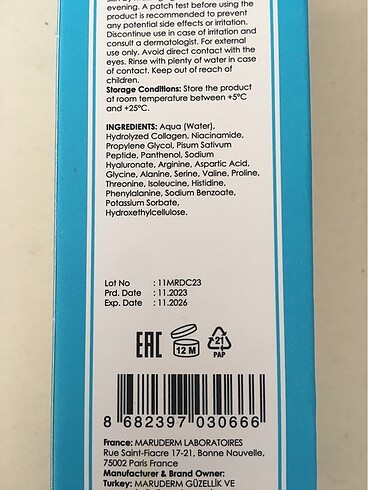 evening. A patch test before using the
product is recommended to prevent
any potential side effects or irritation.
Discontinue use in case of irritation and
consult a dermatologist. For external
use only. Avoid direct contact with the
eyes. Rinse with plenty of water in case
of contact. Keep out of reach of
children.
Storage Conditions: Store the product
at room temperature between +5°C
and +25°C.
INGREDIENTS: Aqua (Water),
Hydrolyzed Collagen, Niacinamide,
Propylene Glycol, Pisum Sativum
Peptide, Panthenol, Sodium
Hyaluronate, Arginine, Aspartic Acid,
Glycine, Alanine, Serine, Valine, Proline,
Threonine, Isoleucine, Histidine,
Phenylalanine, Sodium Benzoate,
Potassium Sorbate,
Hydroxethylicellulose.
Lot No : 11MRDC23
Prd. Date : 11.2023
Exp. Date : 11.2026
EAC
12 M
21
PAP
8 682397 030666
France: MARUDERM LABORATOIRES
Rue Saint-Fiacre 17-21, Bonne Nouvelle,
75002 Paris France
Manufacturer & Brand Owner:
Turkey: MARUDERM GÜZELLİK VE